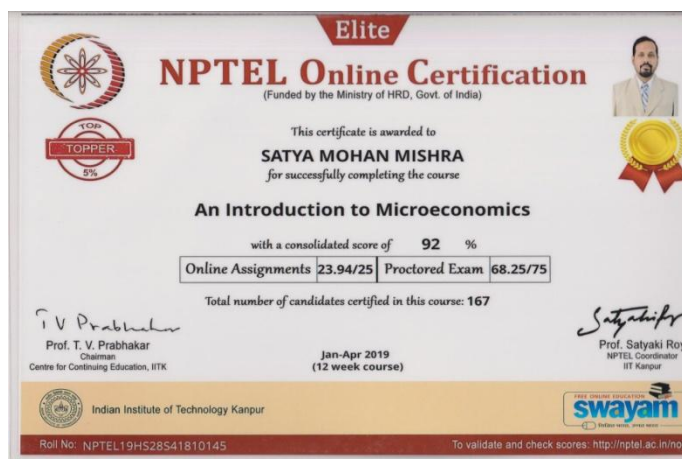 Elite
NPTEL Online Certification
(Funded by the Ministry of HRD, Govt. of India)
TOP
TOPPER
5%
This certificate is awarded to
SATYA MOHAN MISHRA
for successfully completing the course
An Introduction to Microeconomics
with a consolidated score of 92 %
Online Assignments 23.94/25 Proctored Exam 68.25/75
Total number of candidates certified in this course: 167
T V Prabhakar
Prof. T. V. Prabhakar
Chairman
Centre for Continuing Education, IITK
Jan-Apr 2019
(12 week course)
Prof. Satyaki Roy
NPTEL Coordinator
IIT Kanpur
Indian Institute of Technology Kanpur
FREE ONLINE EDUCATION
swayam
Roll No: NPTEL19HS28S41810145
To validate and check scores: http://nptel.ac.in/no